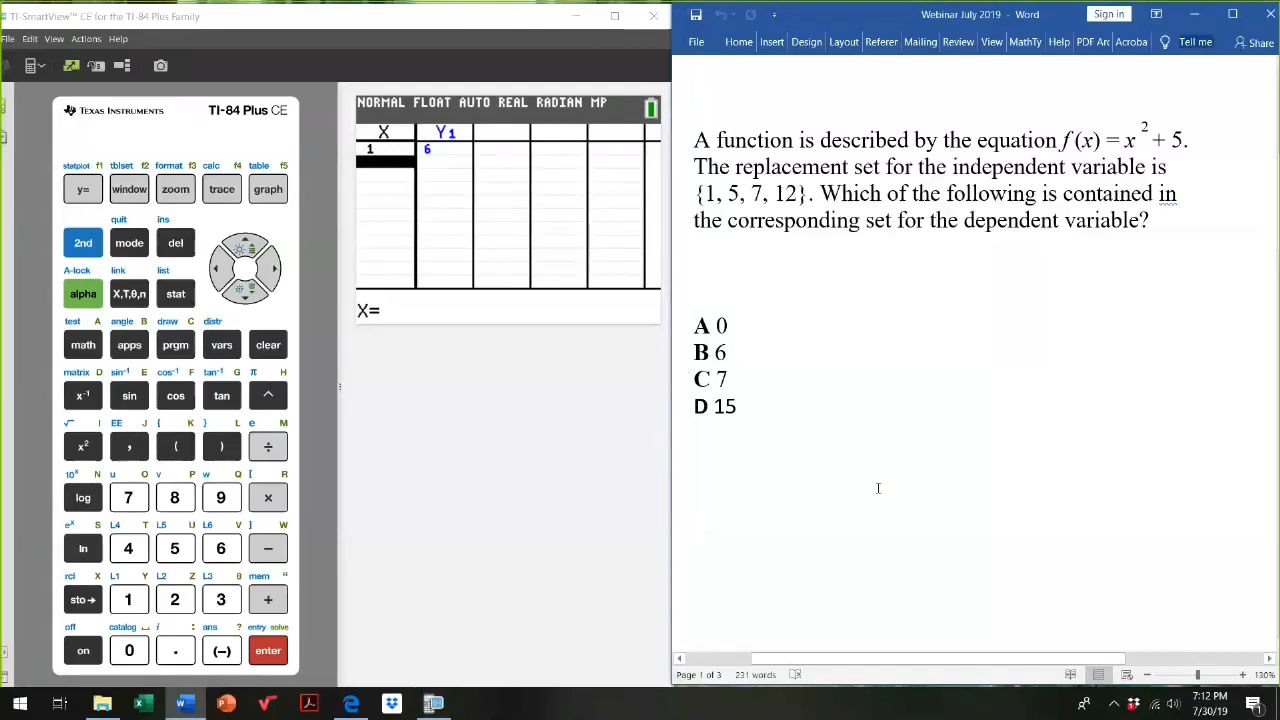 TI-SmartView™ CE for the TI-84 Plus Family
File Edit View Actions Help
TEXAS INSTRUMENTS TI-84 Plus CE
statplot f1 tblset f2 format f3 calc f4 table f5
y= window zoom trace graph
quit ins
2nd mode del
A-lock link list
alpha X,T,θ,n stat
test A angle B draw C distr
math apps prgm vars clear
matrix D sin⁻¹ E cos⁻¹ F tan⁻¹ G π H
x⁻¹ sin cos tan ^
√ I EE J { K } L e M
x² , ( ) ÷
10ˣ N u O v P w Q [ R
log 7 8 9 ×
eˣ S L4 T L5 U L6 V ] W
ln 4 5 6 −
rcl X L1 Y L2 Z L3 θ mem “
sto→ 1 2 3 +
off catalog i : ans ? entry solve
on 0 . (–) enter
NORMAL FLOAT AUTO REAL RADIAN MP
X Y1
1 6
X=
Webinar July 2019 - Word Sign in
File Home Insert Design Layout Referer Mailing Review View MathTy Help PDF Arc Acroba Tell me Share
A function is described by the equation f (x) = x² + 5.
The replacement set for the independent variable is
{1, 5, 7, 12}. Which of the following is contained in
the corresponding set for the dependent variable?
A 0
B 6
C 7
D 15
Page 1 of 3 231 words 130%
7:12 PM
7/30/19